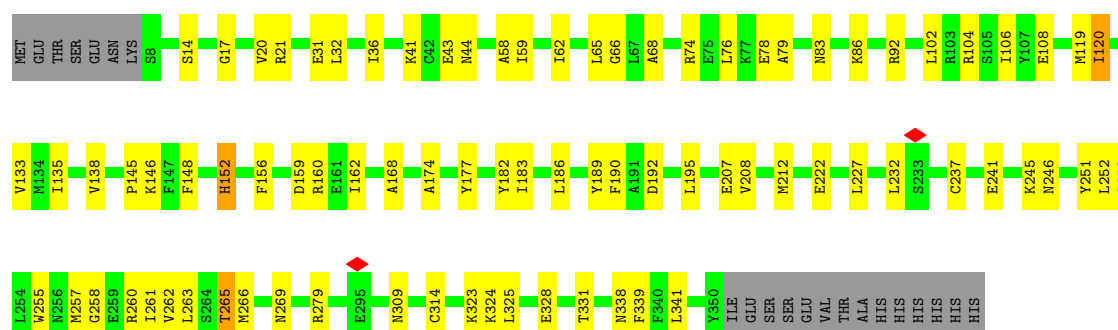 MET GLU THR SER GLU ASN LYS S8 S14 G17 V20 R21 E31 L32 I36 K41 C42 E43 N44 A58 I59 I62 L65 G66 L67 A68 R74 E75 L76 K77 E78 A79 N83 K86 R92 L102 R103 R104 S105 I106 Y107 E108 M119 I120
V133 M134 I135 V138 P145 K146 F147 F148 H152 F156 D159 R160 E161 I162 A168 A174 Y177 Y182 I183 L186 Y189 F190 A191 D192 L195 E207 V208 M212 E222 L227 L232 S233 C237 E241 K245 N246 Y251 L252
L254 W255 N256 M257 G258 E259 R260 I261 V262 L263 S264 T265 M266 N269 R279 E295 N309 C314 K323 K324 L325 E328 T331 N338 F339 F340 L341 Y350 ILE GLU SER SER GLU VAL THR ALA HIS HIS HIS HIS HIS HIS